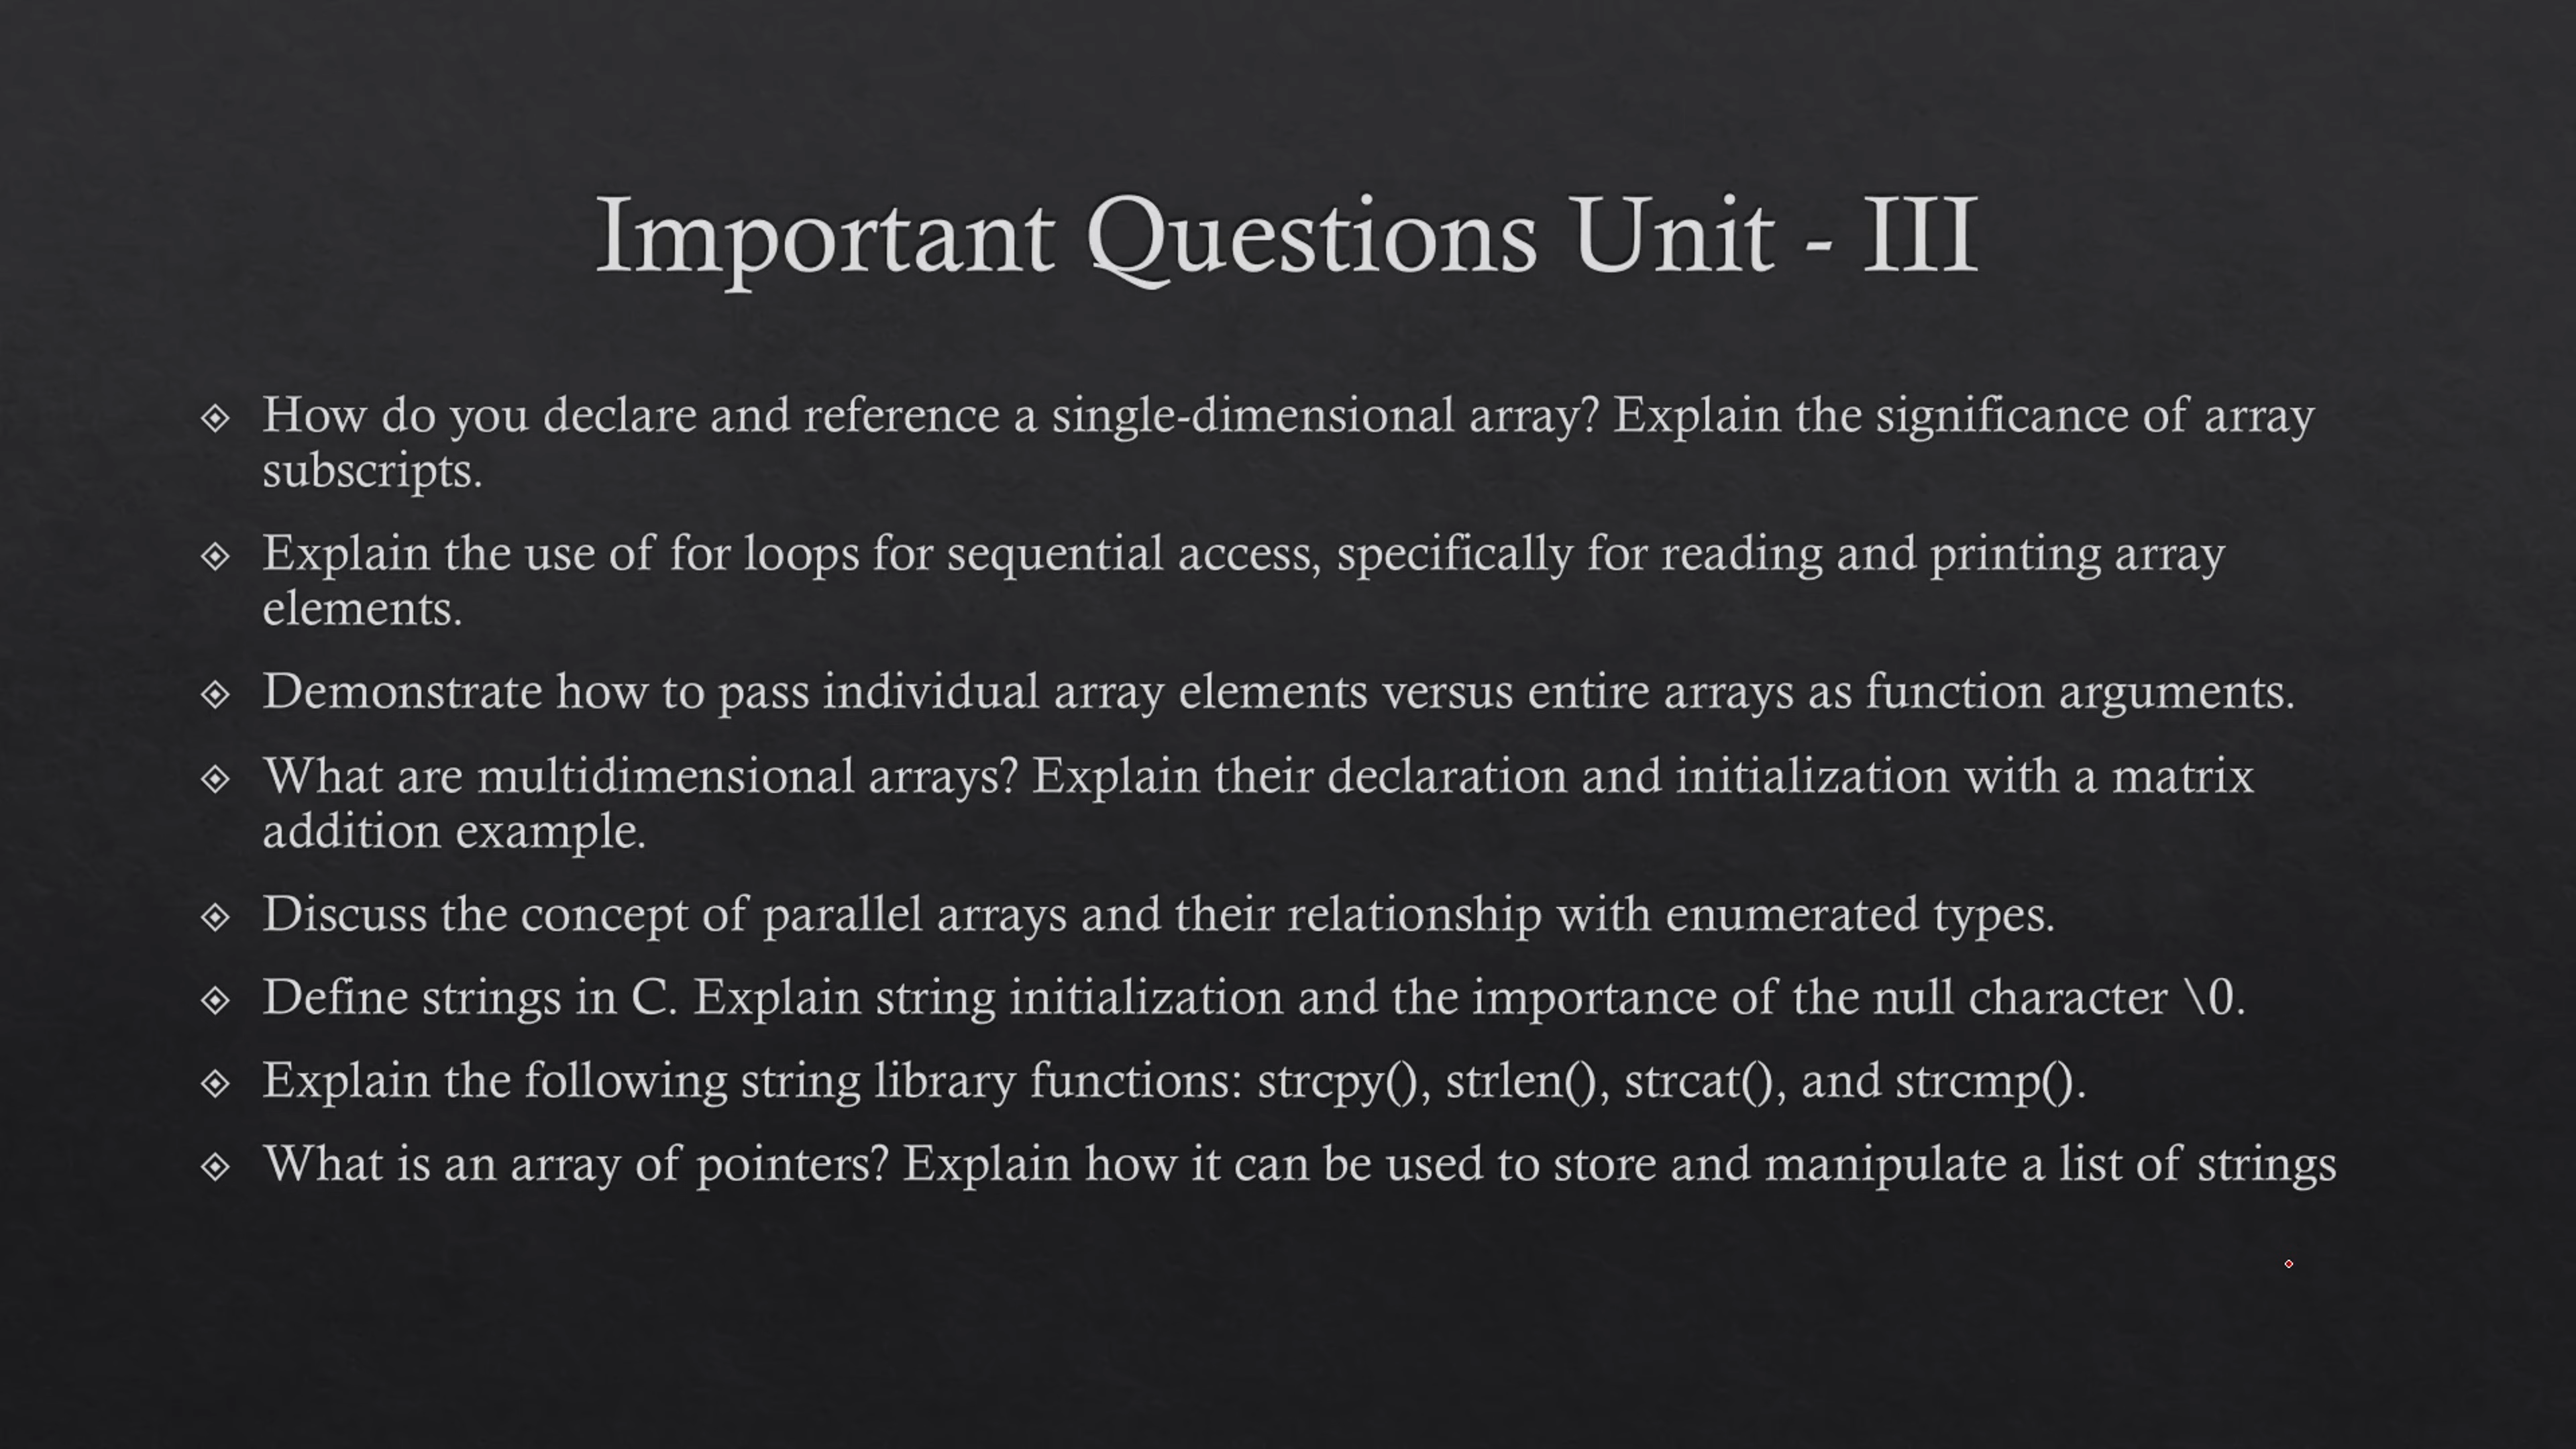 Important Questions Unit - III
How do you declare and reference a single-dimensional array? Explain the significance of array
subscripts.
Explain the use of for loops for sequential access, specifically for reading and printing array
elements.
Demonstrate how to pass individual array elements versus entire arrays as function arguments.
What are multidimensional arrays? Explain their declaration and initialization with a matrix
addition example.
Discuss the concept of parallel arrays and their relationship with enumerated types.
Define strings in C. Explain string initialization and the importance of the null character \0.
Explain the following string library functions: strcpy(), strlen(), strcat(), and strcmp().
What is an array of pointers? Explain how it can be used to store and manipulate a list of strings